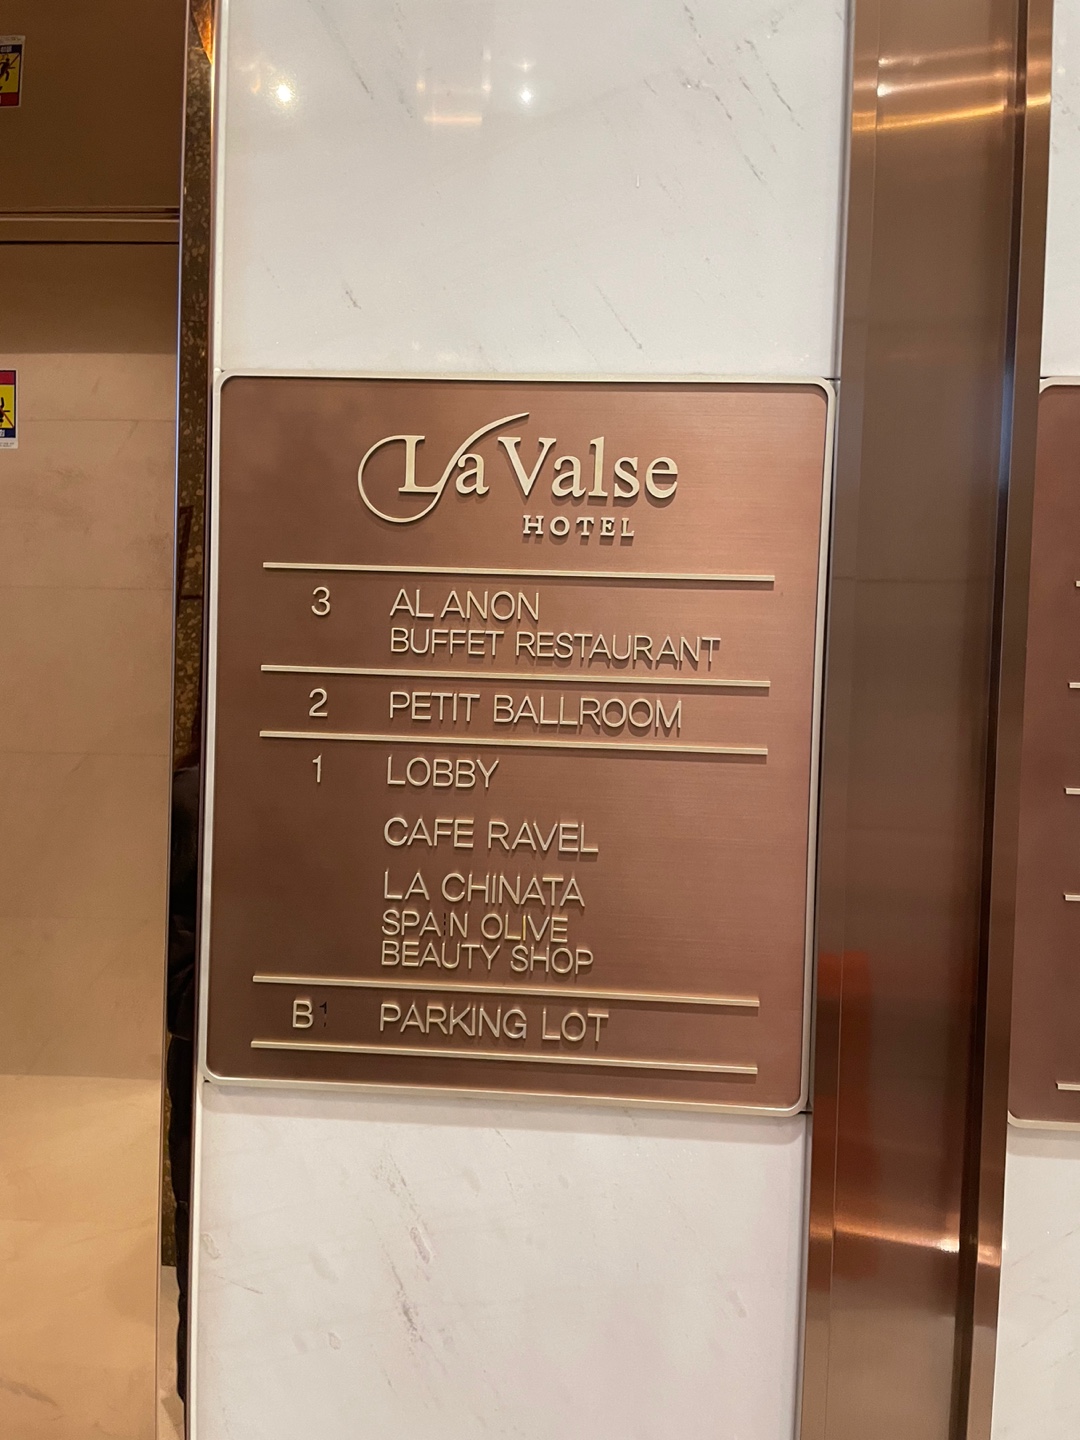 La Valse
HOTEL
3 AL ANON
BUFFET RESTAURANT
2 PETIT BALLROOM
1 LOBBY
CAFE RAVEL
LA CHINATA
SPAIN OLIVE
BEAUTY SHOP
B1 PARKING LOT